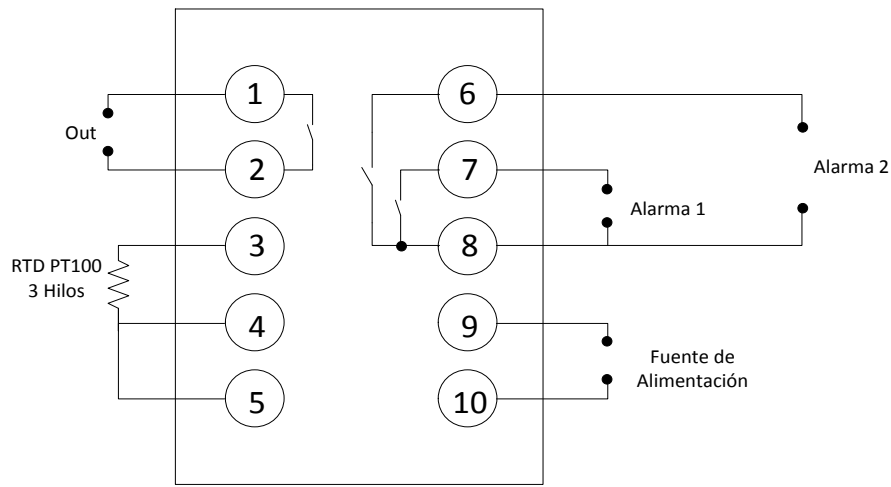 1
6
Out
2
7
Alarma 2
Alarma 1
3
8
RTD PT100
3 Hilos
4
9
Fuente de
Alimentación
5
10